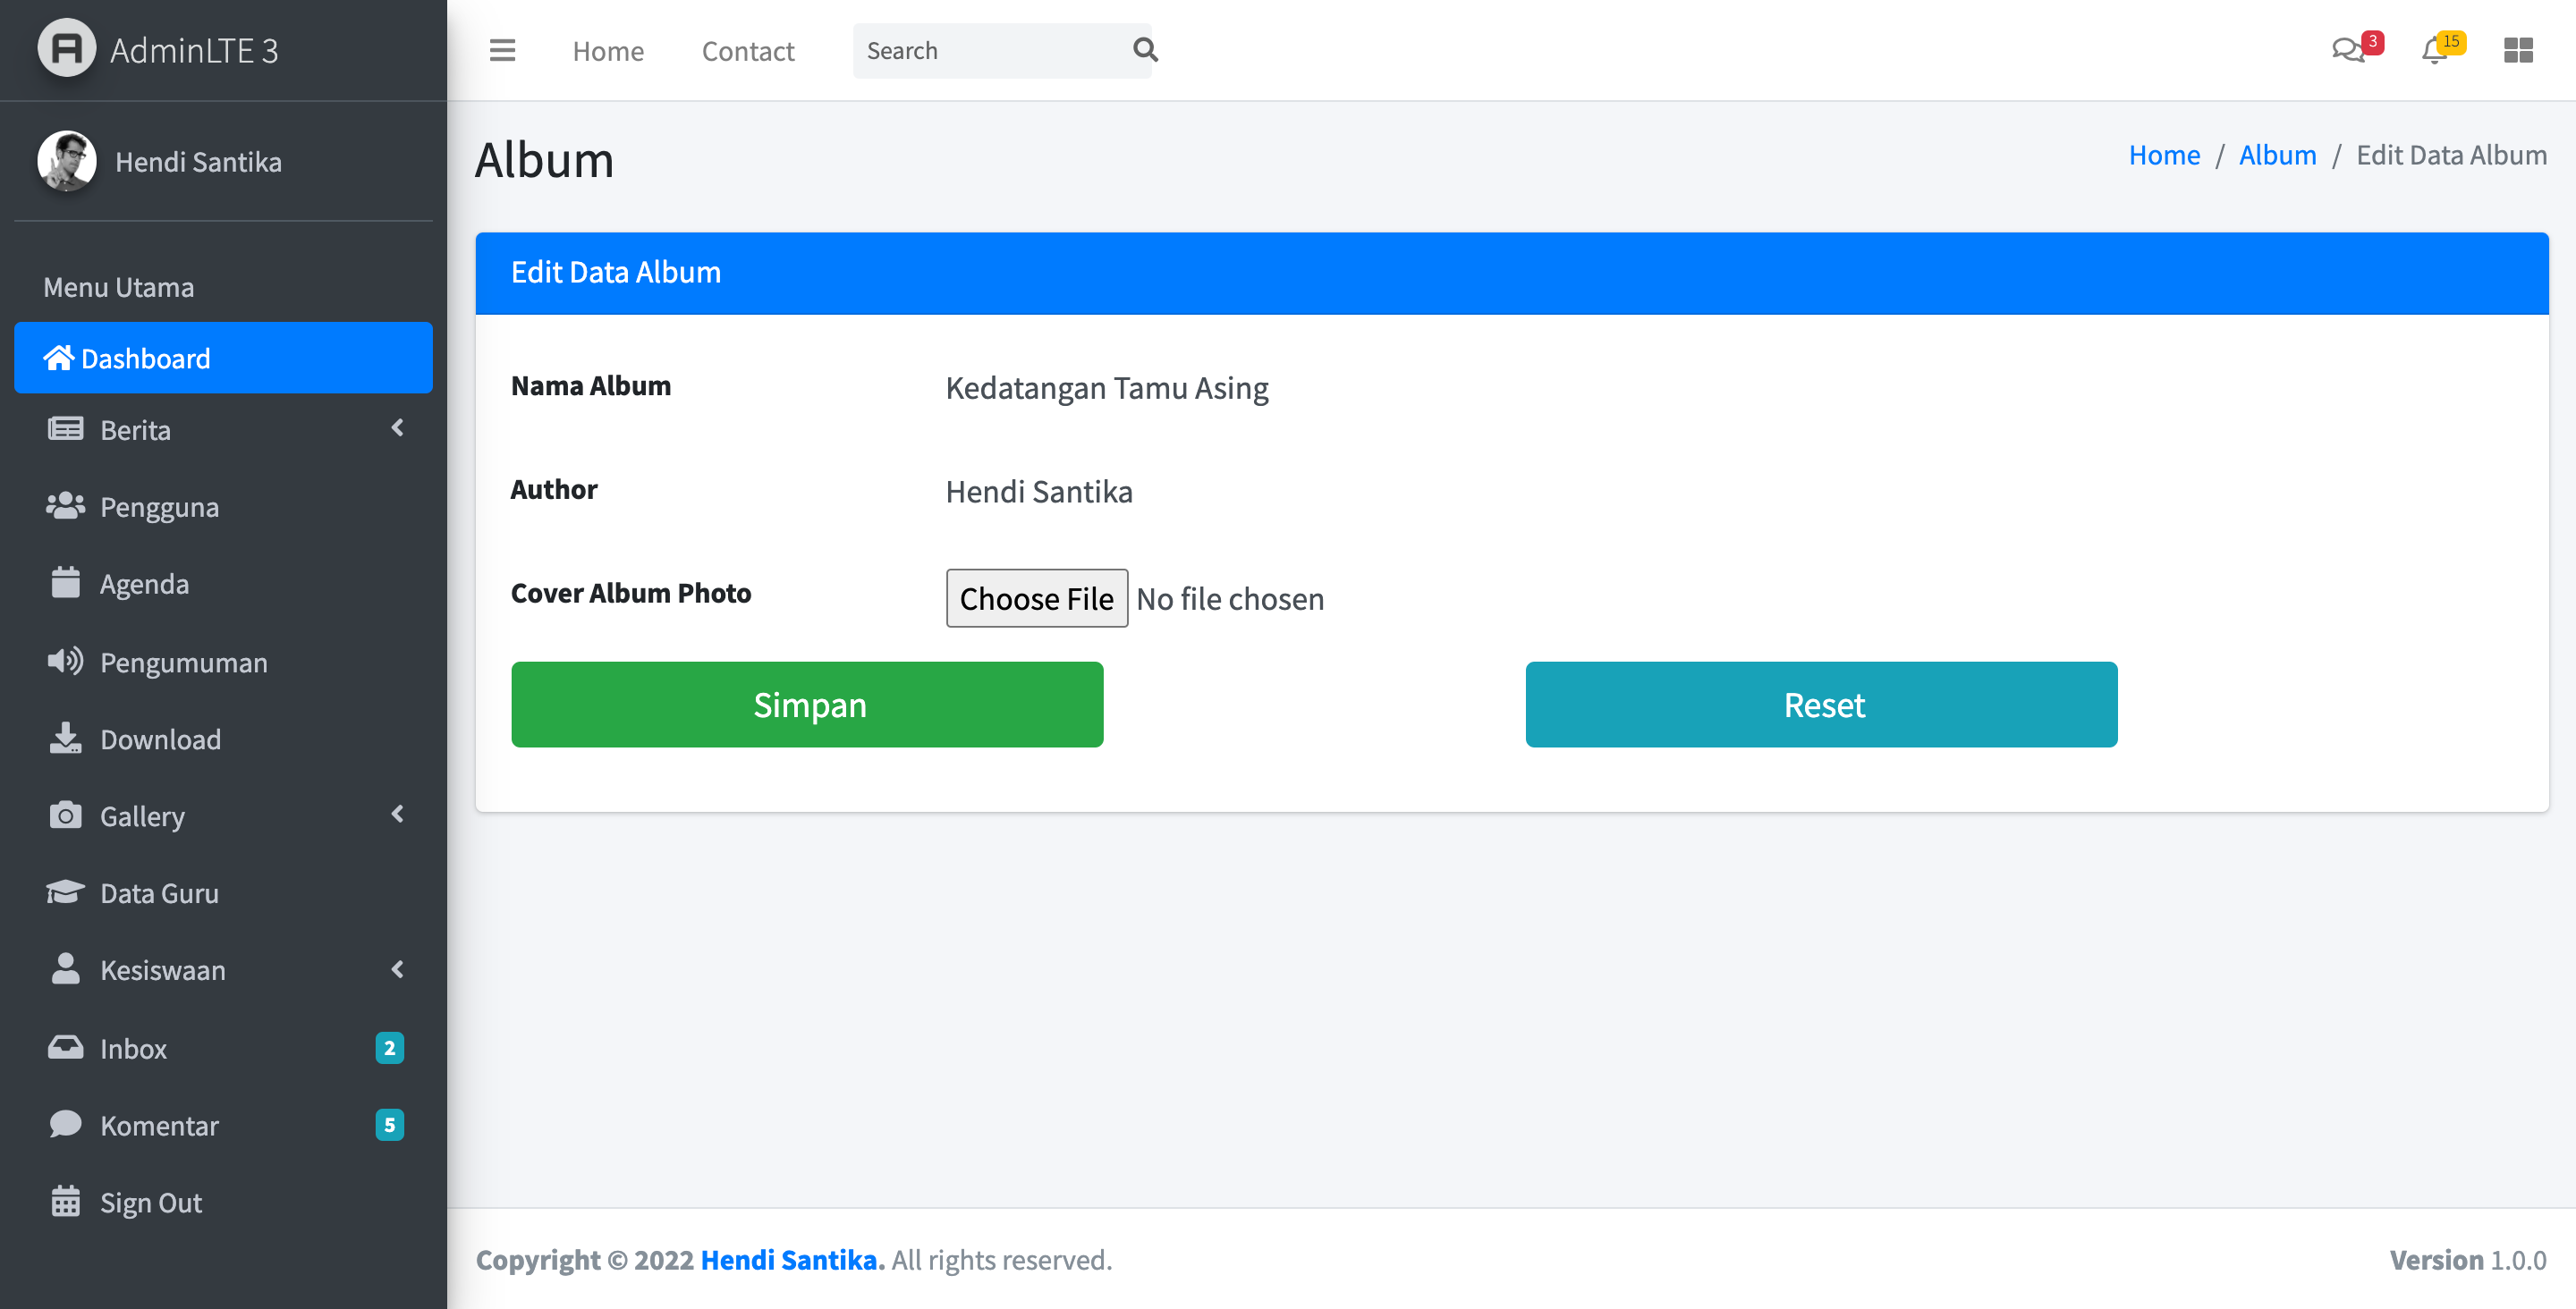 AdminLTE 3
Hendi Santika
Menu Utama
Dashboard
Berita
Pengguna
Agenda
Pengumuman
Download
Gallery
Data Guru
Kesiswaan
Inbox 2
Komentar 5
Sign Out
Home Contact Search 3 15
Album
Home / Album / Edit Data Album
Edit Data Album
Nama Album Kedatangan Tamu Asing
Author Hendi Santika
Cover Album Photo Choose File No file chosen
Simpan Reset
Copyright © 2022 Hendi Santika. All rights reserved. Version 1.0.0